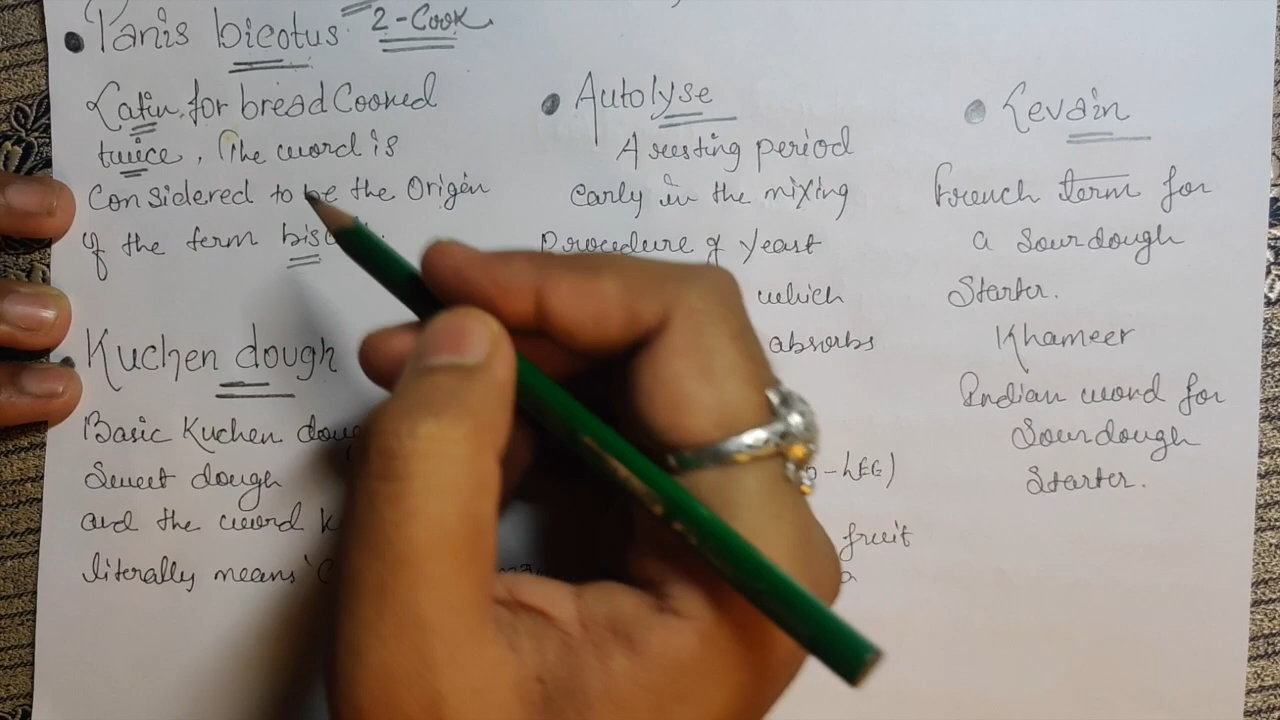 Panis bicotus 2-Cook
Latin for bread Cooked
twice, The word is
Considered to be the Origin
of the term
Kuchen dough
Basic Kuchen
Sweet dough
and the word
literally means
Autolyse
A resting period
early in the mixing
Procedure of yeast
which
absorbs
fruit
a
Levain
French term for
a Sourdough
Starter.
Khameer
Indian word for
Sourdough
Starter.